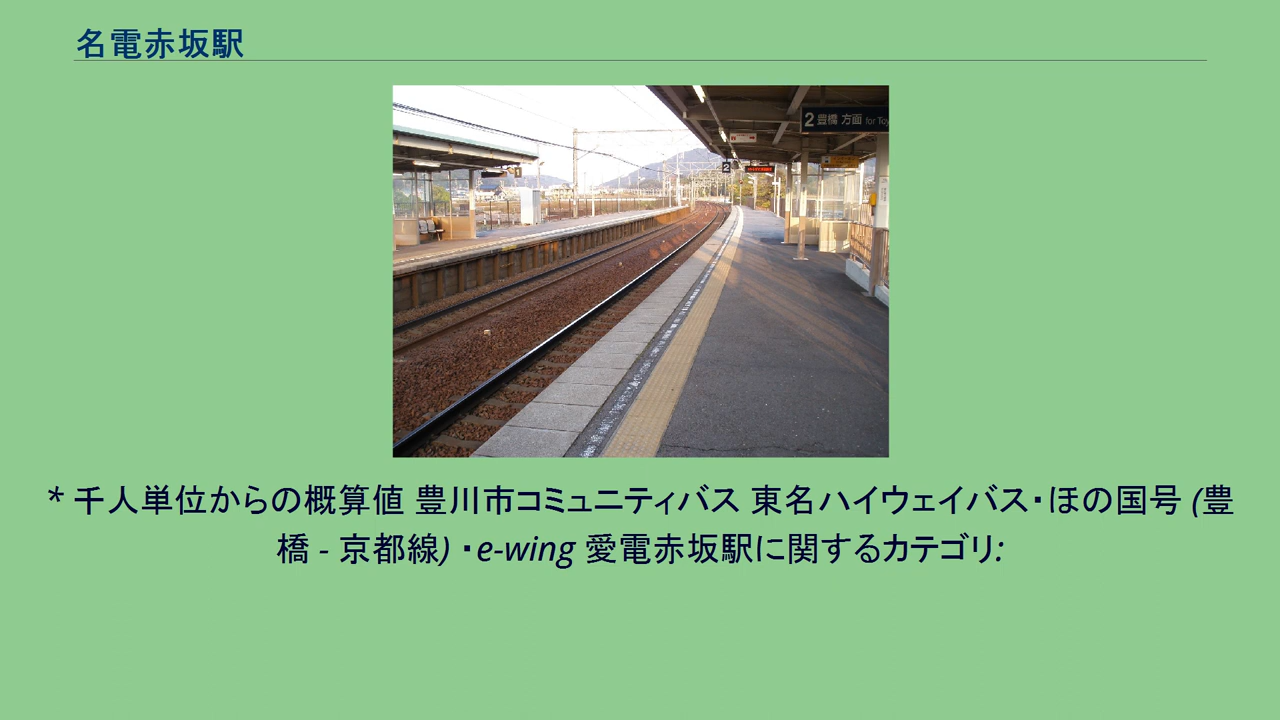 名電赤坂駅
2 豊橋 方面 for Toy
2
* 千人単位からの概算値 豊川市コミュニティバス 東名ハイウェイバス・ほの国号 (豊
橋 - 京都線) ・e-wing 愛電赤坂駅に関するカテゴリ: